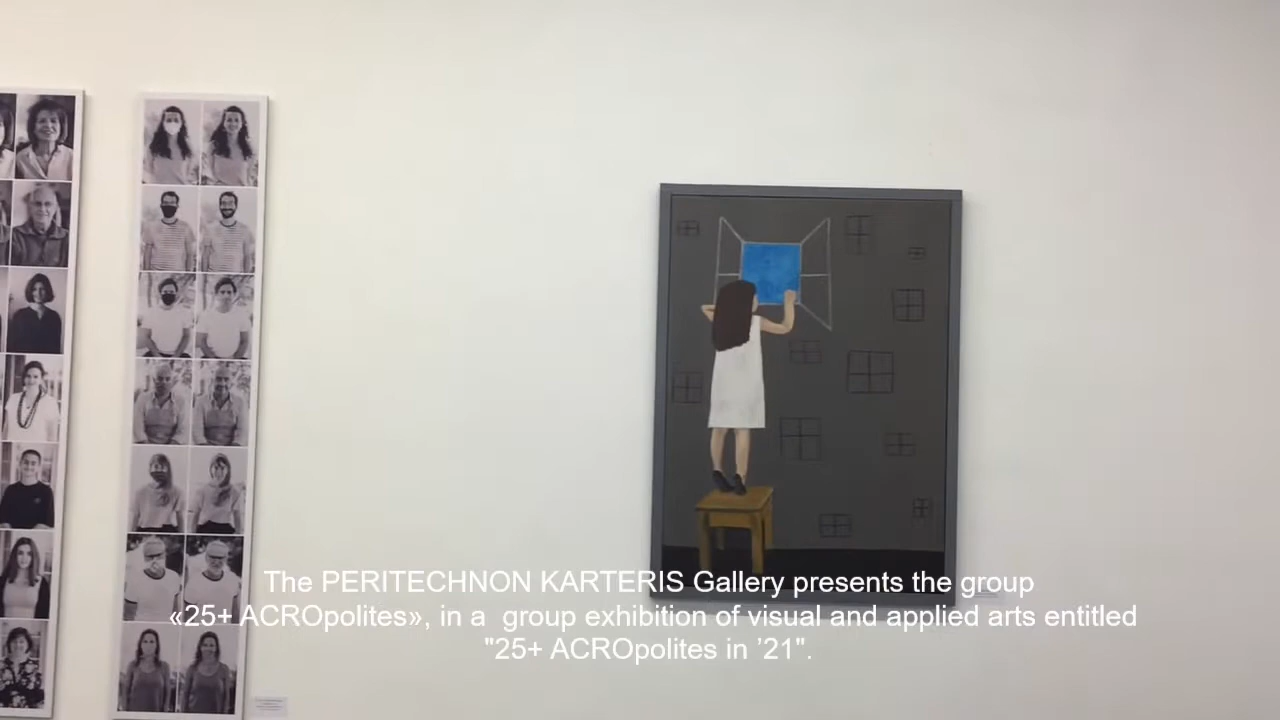 The PERITECHNON KARTERIS Gallery presents the group
«25+ ACROpolites», in a  group exhibition of visual and applied arts entitled
"25+ ACROpolites in ’21".